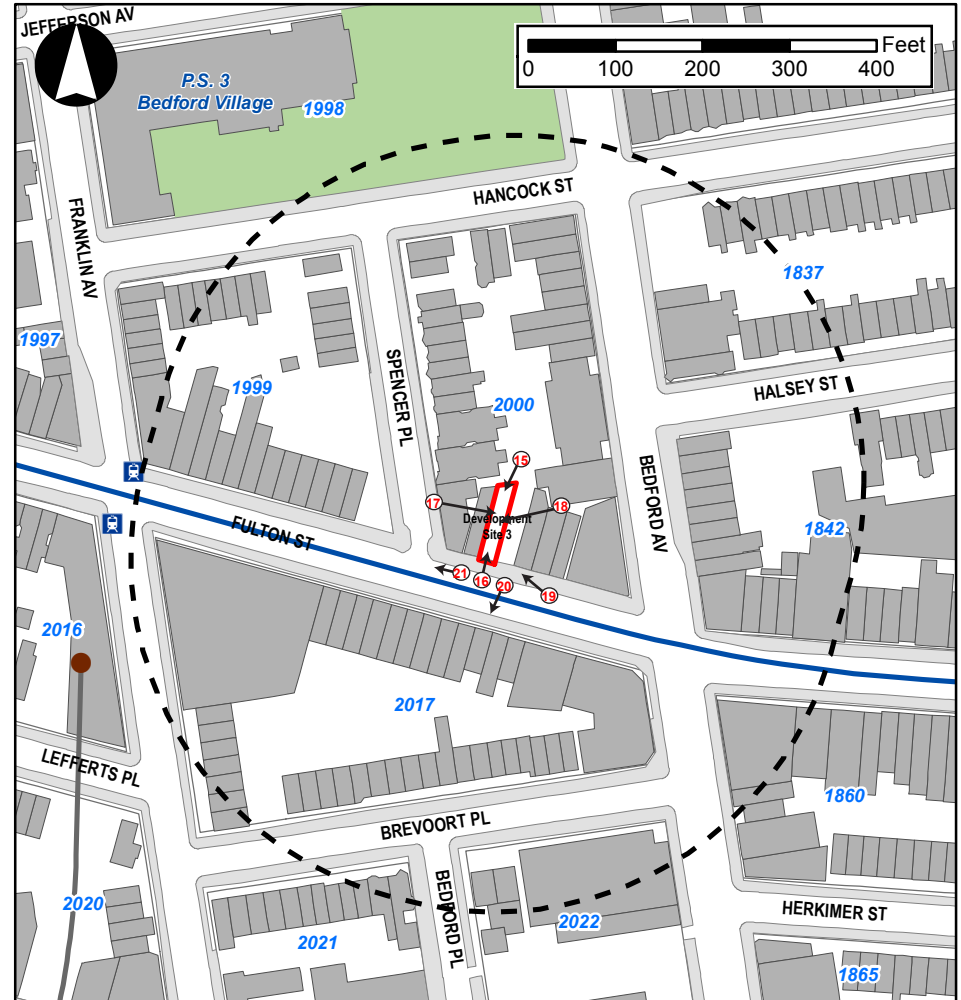 JEFFERSON AV
Feet
0 100 200 300 400
P.S. 3
Bedford Village
1998
HANCOCK ST
FRANKLIN AV
1837
1997
SPENCER PL
1999
HALSEY ST
2000
15
BEDFORD AV
17
18
Development
Site 3
FULTON ST
1842
21
16
20
19
2016
2017
LEFFERTS PL
1860
BREVOORT PL
BEDFORD PL
2020
HERKIMER ST
2022
2021
1865